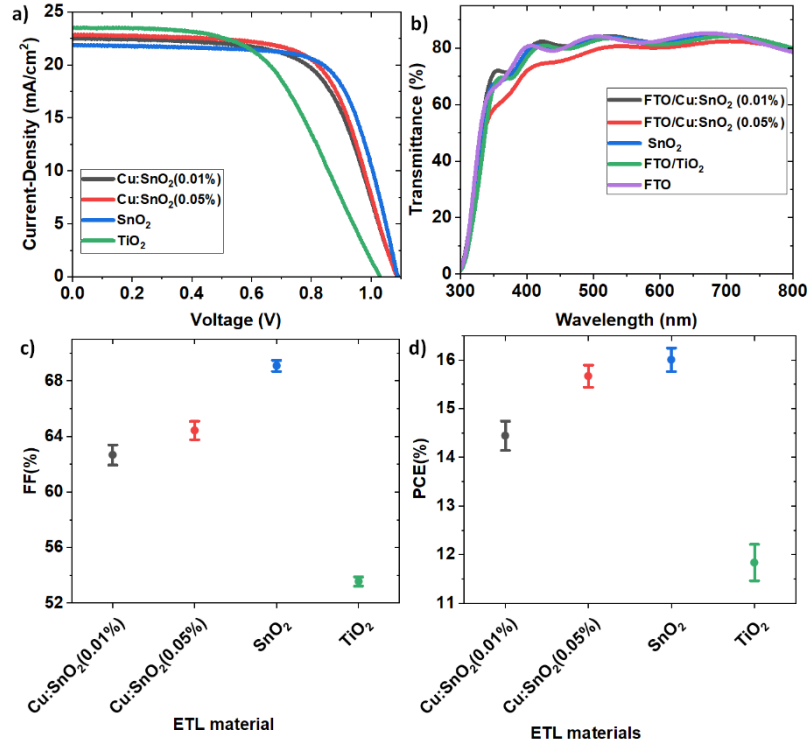 a)
Current-Density (mA/cm²)
25
20
15
10
5
0
Cu:SnO₂(0.01%)
Cu:SnO₂(0.05%)
SnO₂
TiO₂
0.0 0.2 0.4 0.6 0.8 1.0
Voltage (V)
b)
Transmittance (%)
80
60
40
20
0
FTO/Cu:SnO₂ (0.01%)
FTO/Cu:SnO₂ (0.05%)
SnO₂
FTO/TiO₂
FTO
300 400 500 600 700 800
Wavelength (nm)
c)
FF(%)
68
64
60
56
52
Cu:SnO₂(0.01%)
Cu:SnO₂(0.05%)
SnO₂
TiO₂
ETL material
d)
PCE(%)
16
15
14
13
12
11
Cu:SnO₂(0.01%)
Cu:SnO₂(0.05%)
SnO₂
TiO₂
ETL materials